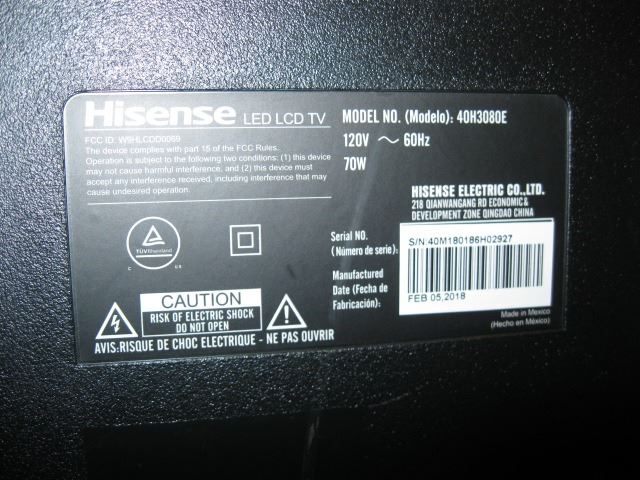 Hisense LED LCD TV
FCC ID: W9HLCDD0069
The device complies with part 15 of the FCC Rules.
Operation is subject to the following two conditions: (1) this device
may not cause harmful interference, and (2) this device must
accept any interference received, including interference that may
cause undesired operation.
MODEL NO. (Modelo): 40H3080E
120V ～ 60Hz
70W
HISENSE ELECTRIC CO.,LTD.
218 QIANWANGANG RD ECONOMIC &
DEVELOPMENT ZONE QINGDAO CHINA
TÜVRheinland
C US
Serial NO.
(Número de serie):
S/N:40M180186H02927
Manufactured
Date (Fecha de
Fabricación):
FEB 05,2018
Made in Mexico
(Hecho en México)
CAUTION
RISK OF ELECTRIC SHOCK
DO NOT OPEN
AVIS:RISQUE DE CHOC ELECTRIQUE - NE PAS OUVRIR